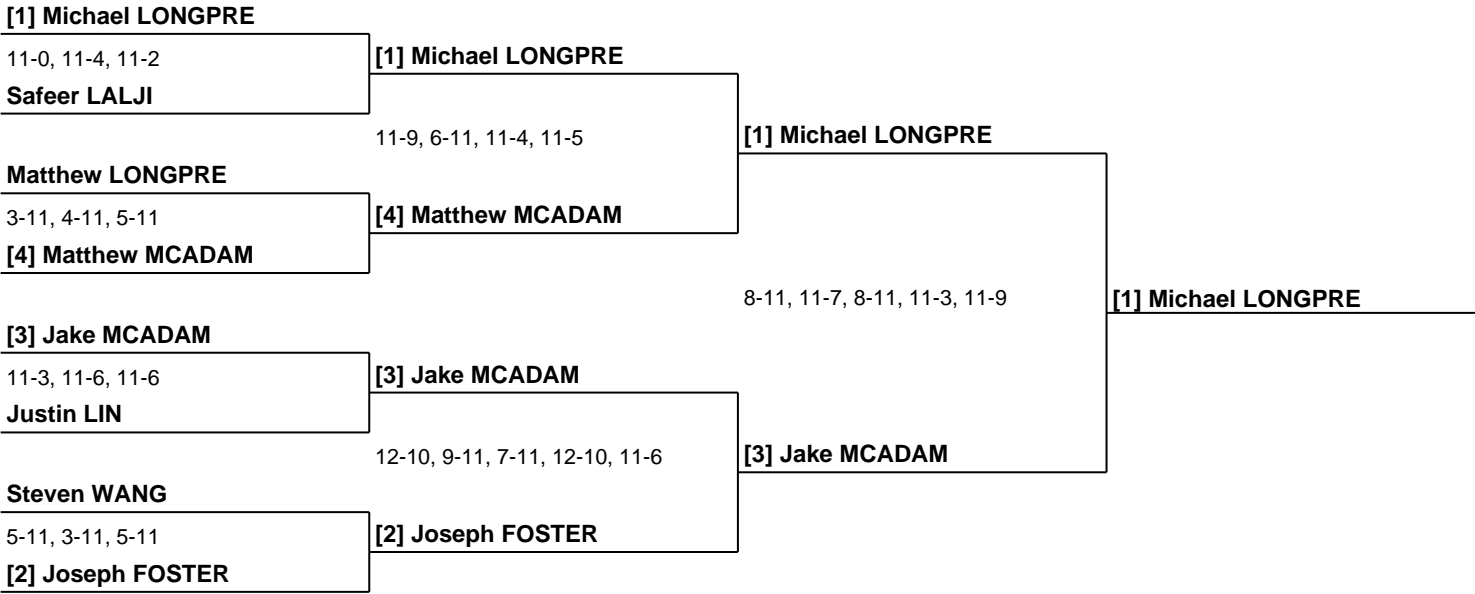 [1] Michael LONGPRE
11-0, 11-4, 11-2
[1] Michael LONGPRE
Safeer LALJI
11-9, 6-11, 11-4, 11-5
[1] Michael LONGPRE
Matthew LONGPRE
3-11, 4-11, 5-11
[4] Matthew MCADAM
[4] Matthew MCADAM
8-11, 11-7, 8-11, 11-3, 11-9
[1] Michael LONGPRE
[3] Jake MCADAM
11-3, 11-6, 11-6
[3] Jake MCADAM
Justin LIN
12-10, 9-11, 7-11, 12-10, 11-6
[3] Jake MCADAM
Steven WANG
5-11, 3-11, 5-11
[2] Joseph FOSTER
[2] Joseph FOSTER